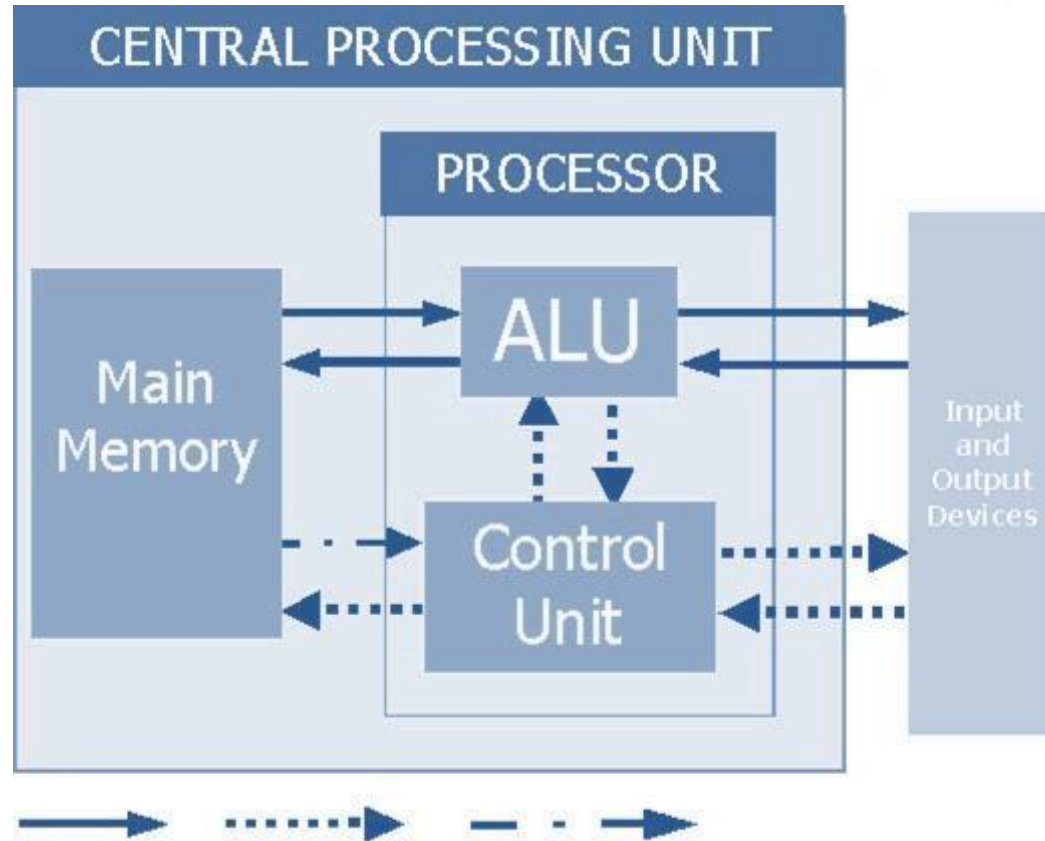 CENTRAL PROCESSING UNIT
PROCESSOR
ALU
Main
Memory
Control
Unit
Input
and
Output
Devices